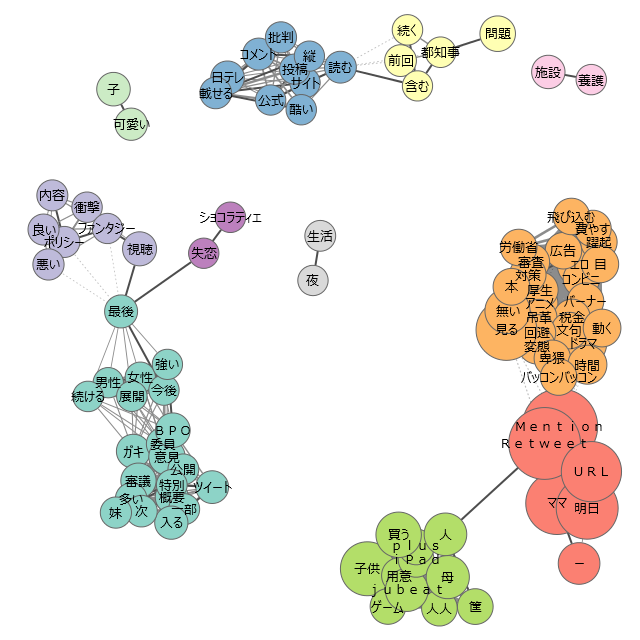 批判
コメント
縦
日テレ
投稿
読む
載せる
サイト
公式
酷い
続く
都知事
問題
前回
含む
施設
養護
子
可愛い
内容
衝撃
良い
ファンタジー
ポリシー
視聴
悪い
ショコラティエ
失恋
生活
夜
最後
飛び込む
費やす
労働省
広告
躍起
審査
エロ
目
対策
コンビニ
本
厚生
アニメ
バーナー
無い
吊革
税金
見る
回避
文句
動く
変態
ドラマ
卑猥
時間
バッコンバッコン
強い
男性
女性
今後
続ける
展開
BPO
委員
ガキ
意見
公開
審議
特別
ツイート
多い
概要
妹
次
一部
入る
Mention
Retweet
URL
ママ
明日
ー
買う
人
plus
iPad
子供
用意
母
jubeat
ゲーム
人人
筐